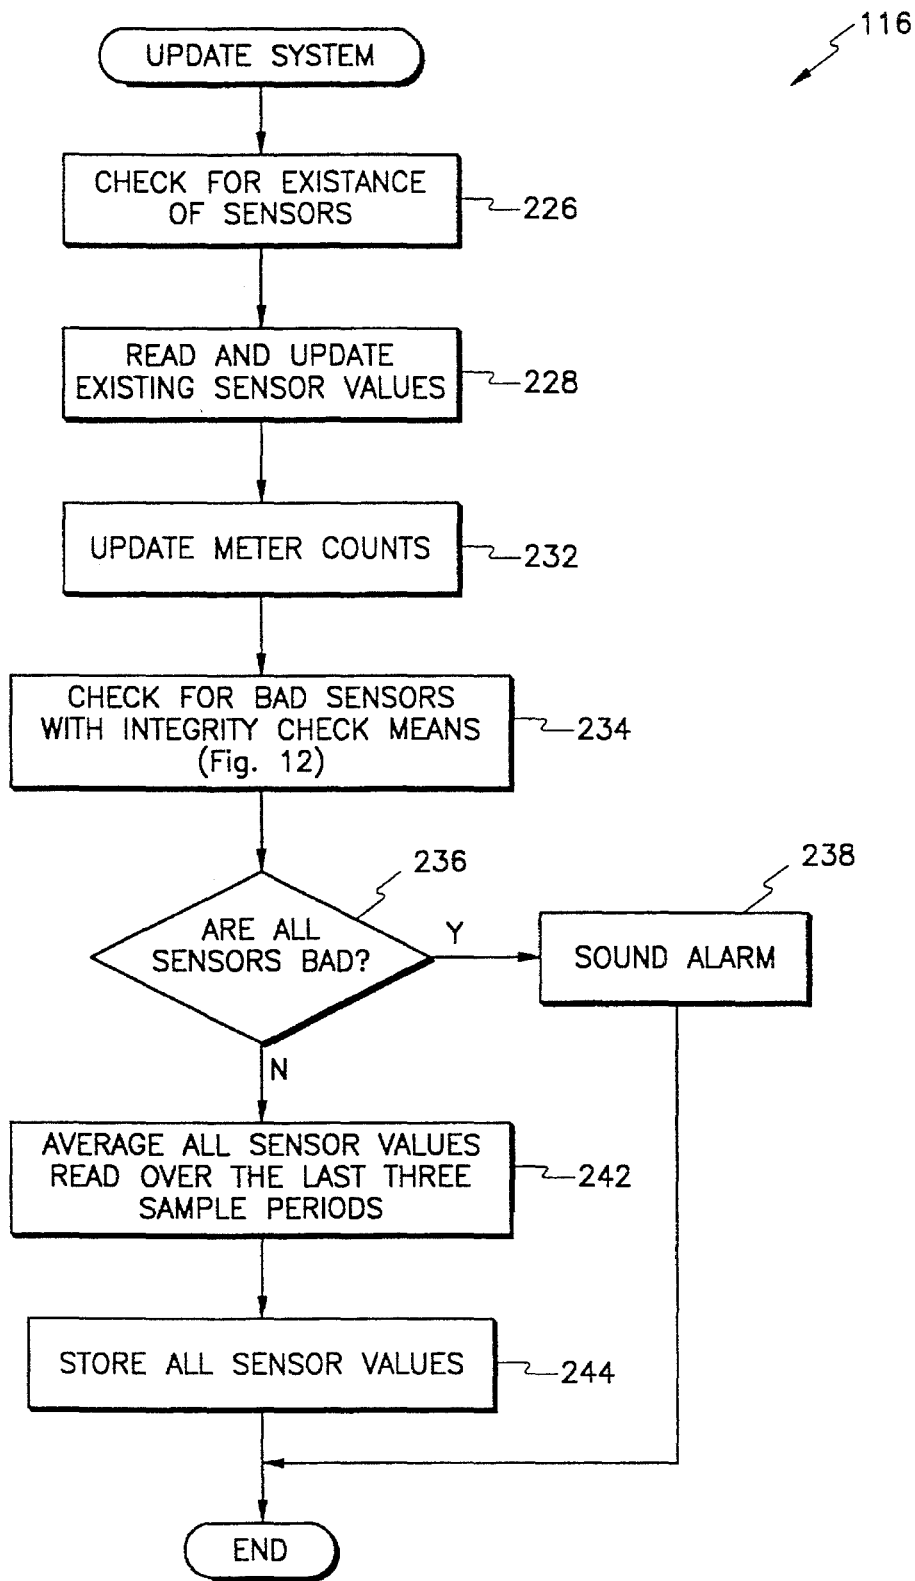 116
UPDATE SYSTEM
CHECK FOR EXISTANCE
OF SENSORS
226
READ AND UPDATE
EXISTING SENSOR VALUES
228
UPDATE METER COUNTS
232
CHECK FOR BAD SENSORS
WITH INTEGRITY CHECK MEANS
(Fig. 12)
234
236
ARE ALL
SENSORS BAD?
Y
238
SOUND ALARM
N
AVERAGE ALL SENSOR VALUES
READ OVER THE LAST THREE
SAMPLE PERIODS
242
STORE ALL SENSOR VALUES
244
END